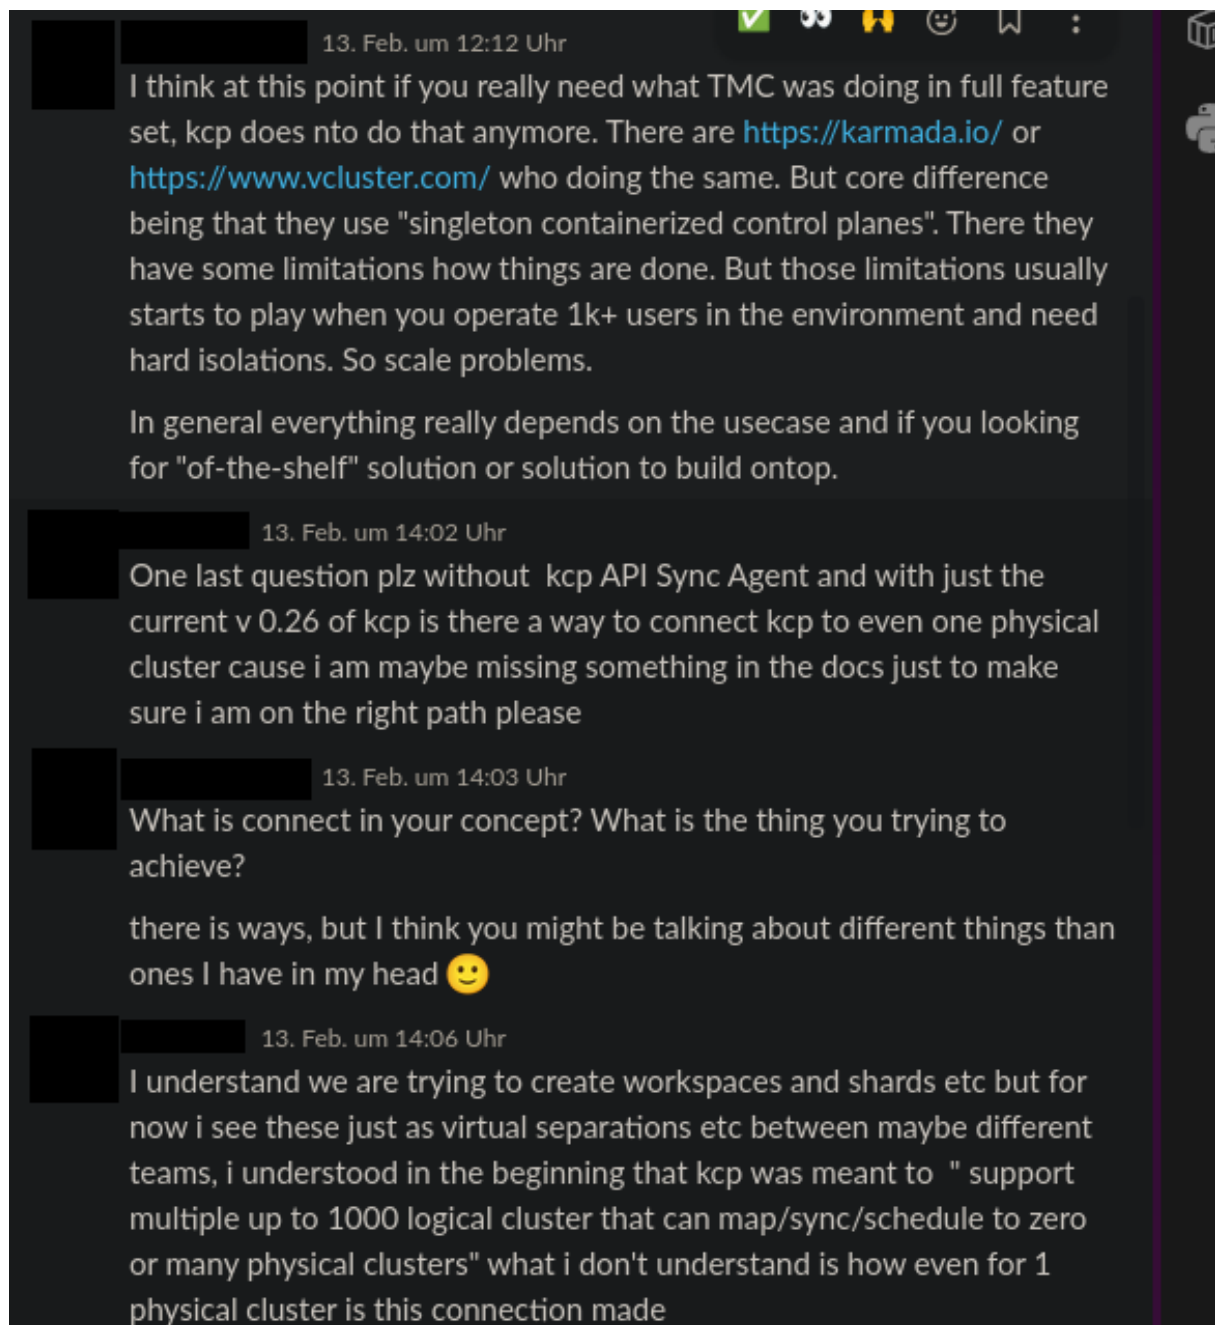 13. Feb. um 12:12 Uhr
I think at this point if you really need what TMC was doing in full feature
set, kcp does nto do that anymore. There are https://karmada.io/ or
https://www.vcluster.com/ who doing the same. But core difference
being that they use "singleton containerized control planes". There they
have some limitations how things are done. But those limitations usually
starts to play when you operate 1k+ users in the environment and need
hard isolations. So scale problems.
In general everything really depends on the usecase and if you looking
for "of-the-shelf" solution or solution to build ontop.
13. Feb. um 14:02 Uhr
One last question plz without  kcp API Sync Agent and with just the
current v 0.26 of kcp is there a way to connect kcp to even one physical
cluster cause i am maybe missing something in the docs just to make
sure i am on the right path please
13. Feb. um 14:03 Uhr
What is connect in your concept? What is the thing you trying to
achieve?
there is ways, but I think you might be talking about different things than
ones I have in my head 🙂
13. Feb. um 14:06 Uhr
I understand we are trying to create workspaces and shards etc but for
now i see these just as virtual separations etc between maybe different
teams, i understood in the beginning that kcp was meant to  " support
multiple up to 1000 logical cluster that can map/sync/schedule to zero
or many physical clusters" what i don't understand is how even for 1
physical cluster is this connection made